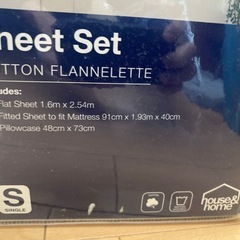 heet Set
TTON FLANNELETTE
des:
Flat Sheet 1.6m x 2.54m
Fitted Sheet to fit Mattress 91cm x 1.93m x 40cm
Pillowcase 48cm x 73cm
S
SINGLE
house&
home